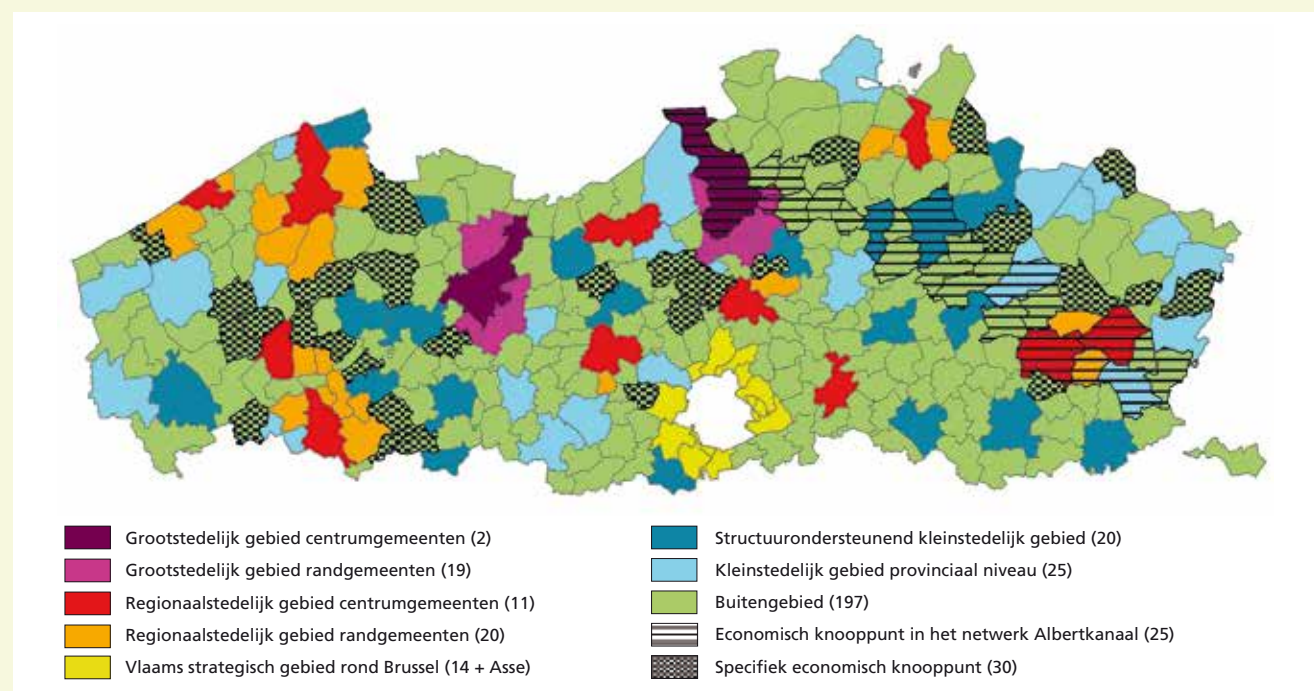 Grootstedelijk gebied centrumgemeenten (2)
Grootstedelijk gebied randgemeenten (19)
Regionaalstedelijk gebied centrumgemeenten (11)
Regionaalstedelijk gebied randgemeenten (20)
Vlaams strategisch gebied rond Brussel (14 + Asse)
Structuurondersteunend kleinstedelijk gebied (20)
Kleinstedelijk gebied provinciaal niveau (25)
Buitengebied (197)
Economisch knooppunt in het netwerk Albertkanaal (25)
Specifiek economisch knooppunt (30)